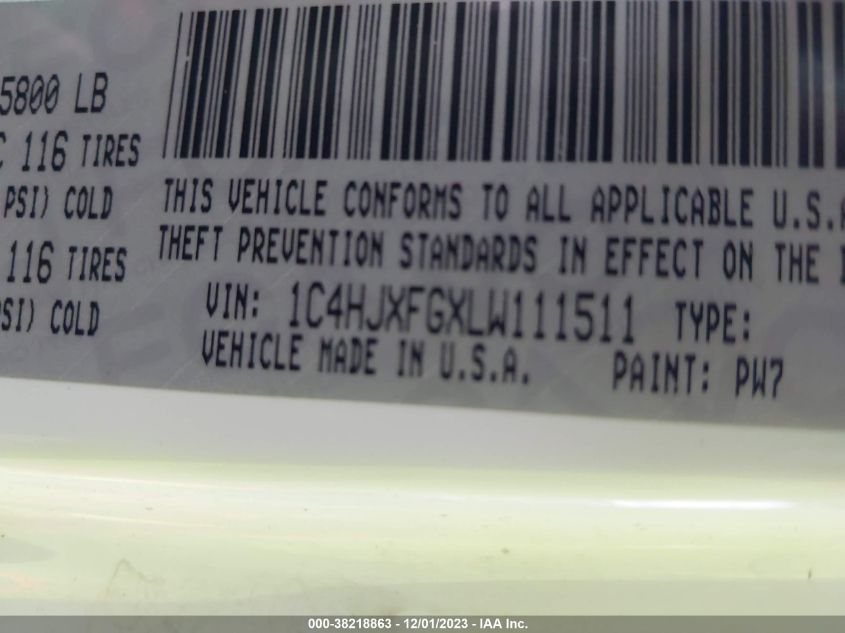 5800 LB
116 TIRES
PSI) COLD
116 TIRES
PSI) COLD
THIS VEHICLE CONFORMS TO ALL APPLICABLE U.S.A
THEFT PREVENTION STANDARDS IN EFFECT ON THE
VIN: 1C4HJXFGXLW111511 TYPE:
VEHICLE MADE IN U.S.A. PAINT: PW7
000-38218863 - 12/01/2023 - IAA Inc.